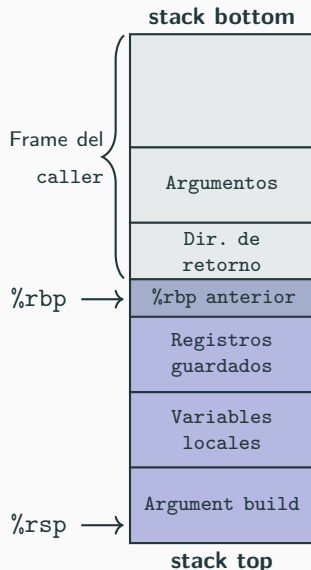 stack bottom
Frame del
caller
Argumentos
Dir. de
retorno
%rbp
%rbp anterior
Registros
guardados
Variables
locales
Argument build
%rsp
stack top